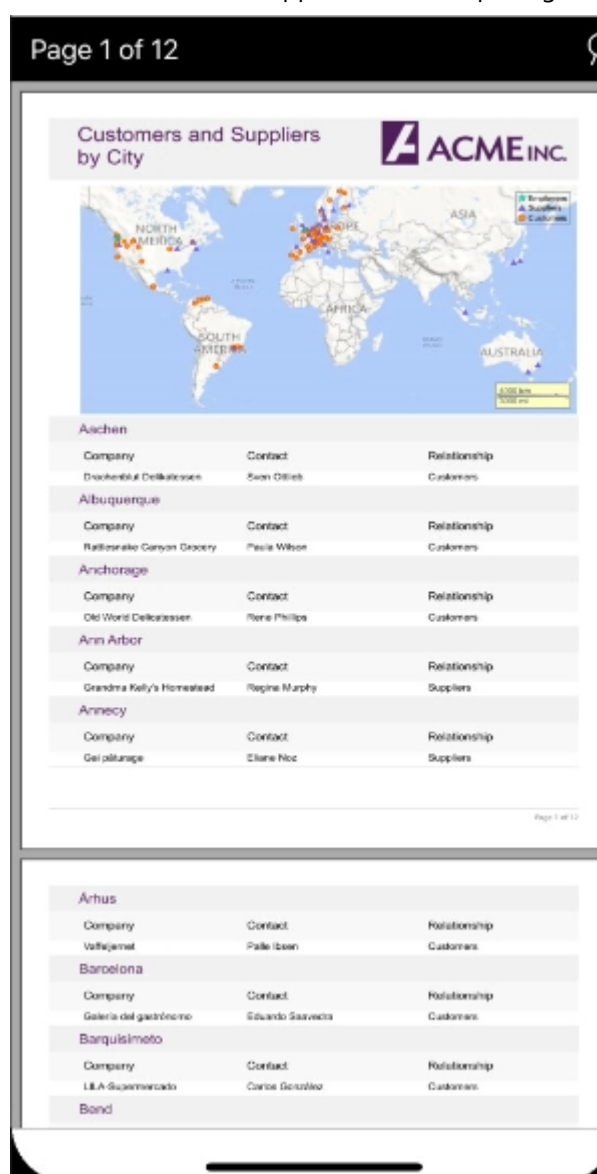 Page 1 of 12
Customers and Suppliers
by City
ACME INC.
Employees
Suppliers
Customers
NORTH
AMERICA
ASIA
AFRICA
SOUTH
AMERICA
AUSTRALIA
Aachen
Company Contact Relationship
Drachenblut Delikatessen Sven Ottlieb Customers
Albuquerque
Company Contact Relationship
Rattlesnake Canyon Grocery Paula Wilson Customers
Anchorage
Company Contact Relationship
Old World Delicatessen Rene Phillips Customers
Ann Arbor
Company Contact Relationship
Grandma Kelly's Homestead Regina Murphy Suppliers
Annecy
Company Contact Relationship
Gai pâturage Eliane Noz Suppliers
Page 1 of 12
Århus
Company Contact Relationship
Vaffeljernet Palle Ibsen Customers
Barcelona
Company Contact Relationship
Galería del gastrónomo Eduardo Saavedra Customers
Barquisimeto
Company Contact Relationship
LILA-Supermercado Carlos González Customers
Bend